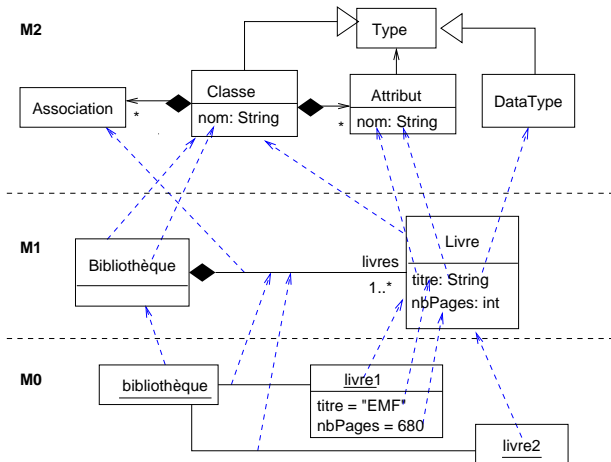 M2
Type
Classe
nom: String
Attribut
nom: String
DataType
Association
*
*
M1
Bibliothèque
livres
1..*
Livre
titre: String
nbPages: int
M0
bibliothèque
livre1
titre = "EMF"
nbPages = 680
livre2